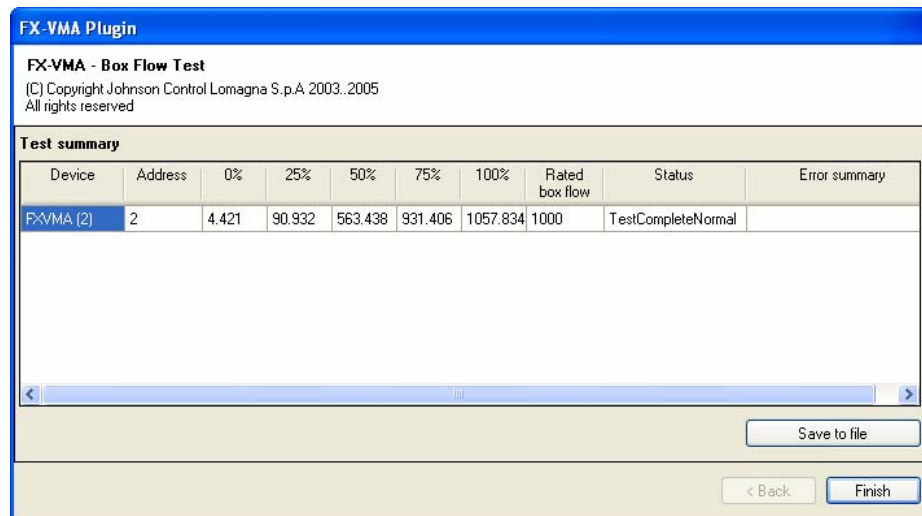 FX-VMA Plugin
FX-VMA - Box Flow Test
(C) Copyright Johnson Control Lomagna S.p.A 2003..2005
All rights reserved
Test summary
Device Address 0% 25% 50% 75% 100% Rated box flow Status Error summary
FXVMA (2) 2 4.421 90.932 563.438 931.406 1057.834 1000 TestCompleteNormal
Save to file
< Back Finish